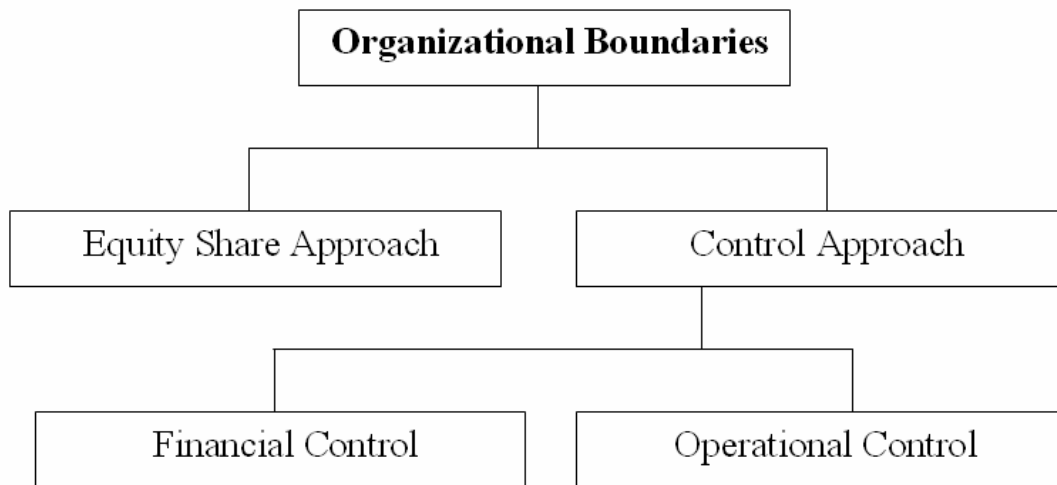 Organizational Boundaries
Equity Share Approach
Control Approach
Financial Control
Operational Control